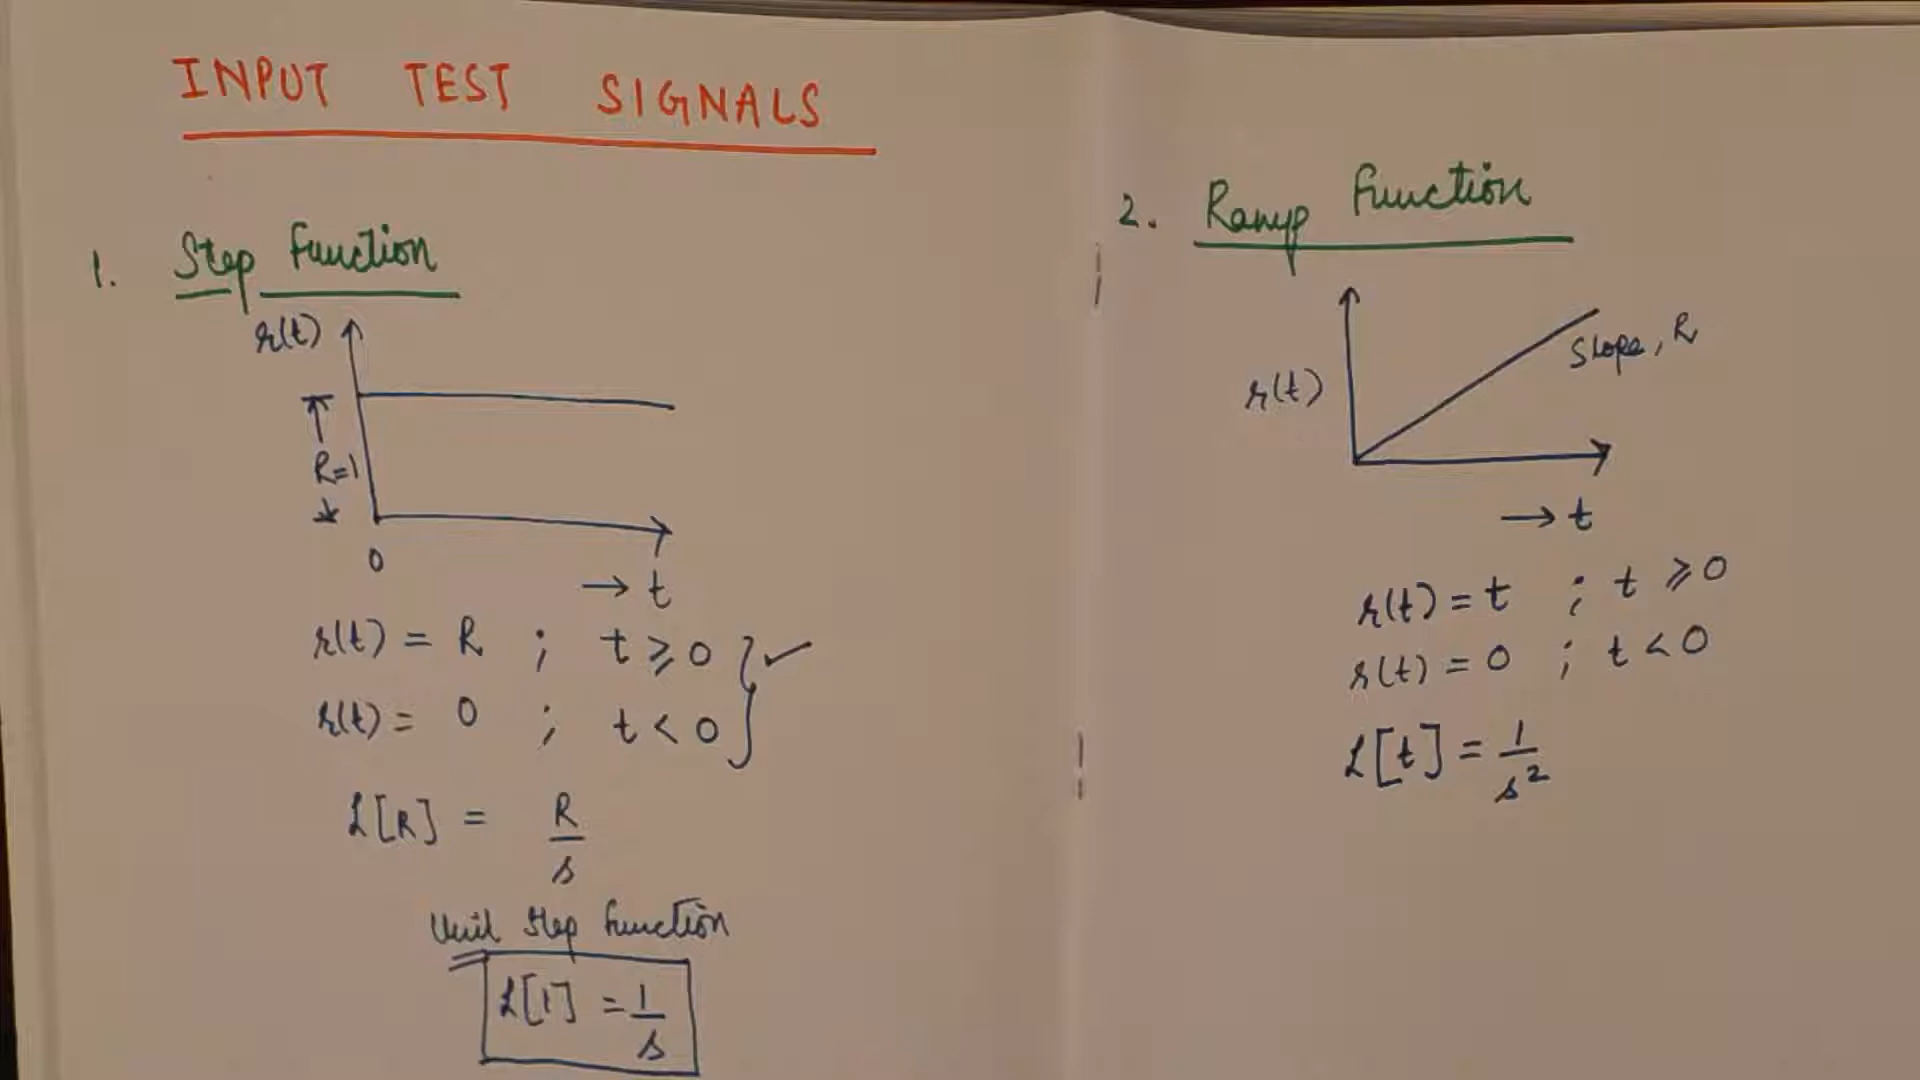 INPUT TEST SIGNALS
1. Step Function
r(t)
R=1
0
→ t
r(t) = R ; t ≥ 0
r(t) = 0 ; t < 0
L[R] = R/s
Unit Step Function
L[1] = 1/s
2. Ramp Function
Slope, R
r(t)
→ t
r(t) = t ; t ≥ 0
r(t) = 0 ; t < 0
L[t] = 1/s²